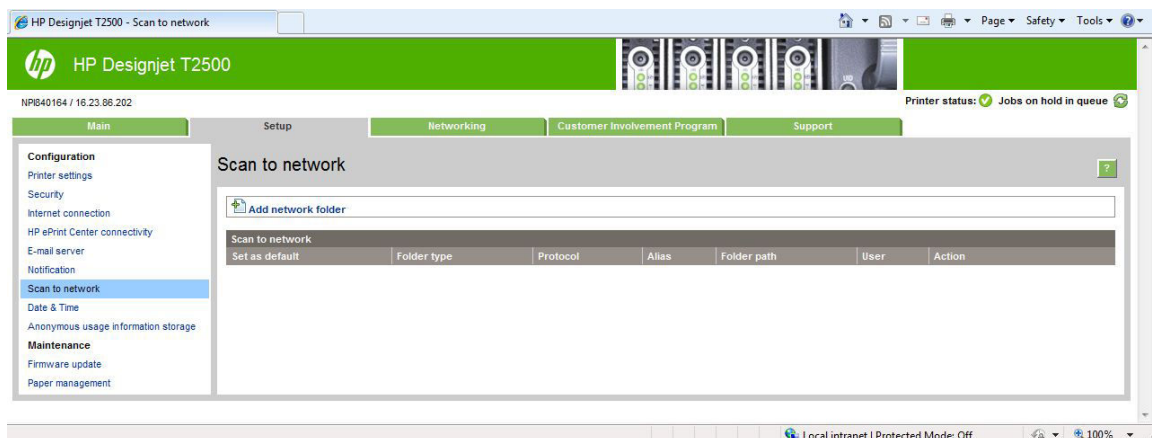 HP Designjet T2500 - Scan to network
Page Safety Tools
hp HP Designjet T2500
UID
NPI840164 / 16.23.86.202
Printer status: Jobs on hold in queue
Main Setup Networking Customer Involvement Program Support
Configuration
Printer settings
Security
Internet connection
HP ePrint Center connectivity
E-mail server
Notification
Scan to network
Date & Time
Anonymous usage information storage
Maintenance
Firmware update
Paper management
Scan to network
?
Add network folder
Scan to network
Set as default Folder type Protocol Alias Folder path User Action
Local intranet | Protected Mode: Off 100%